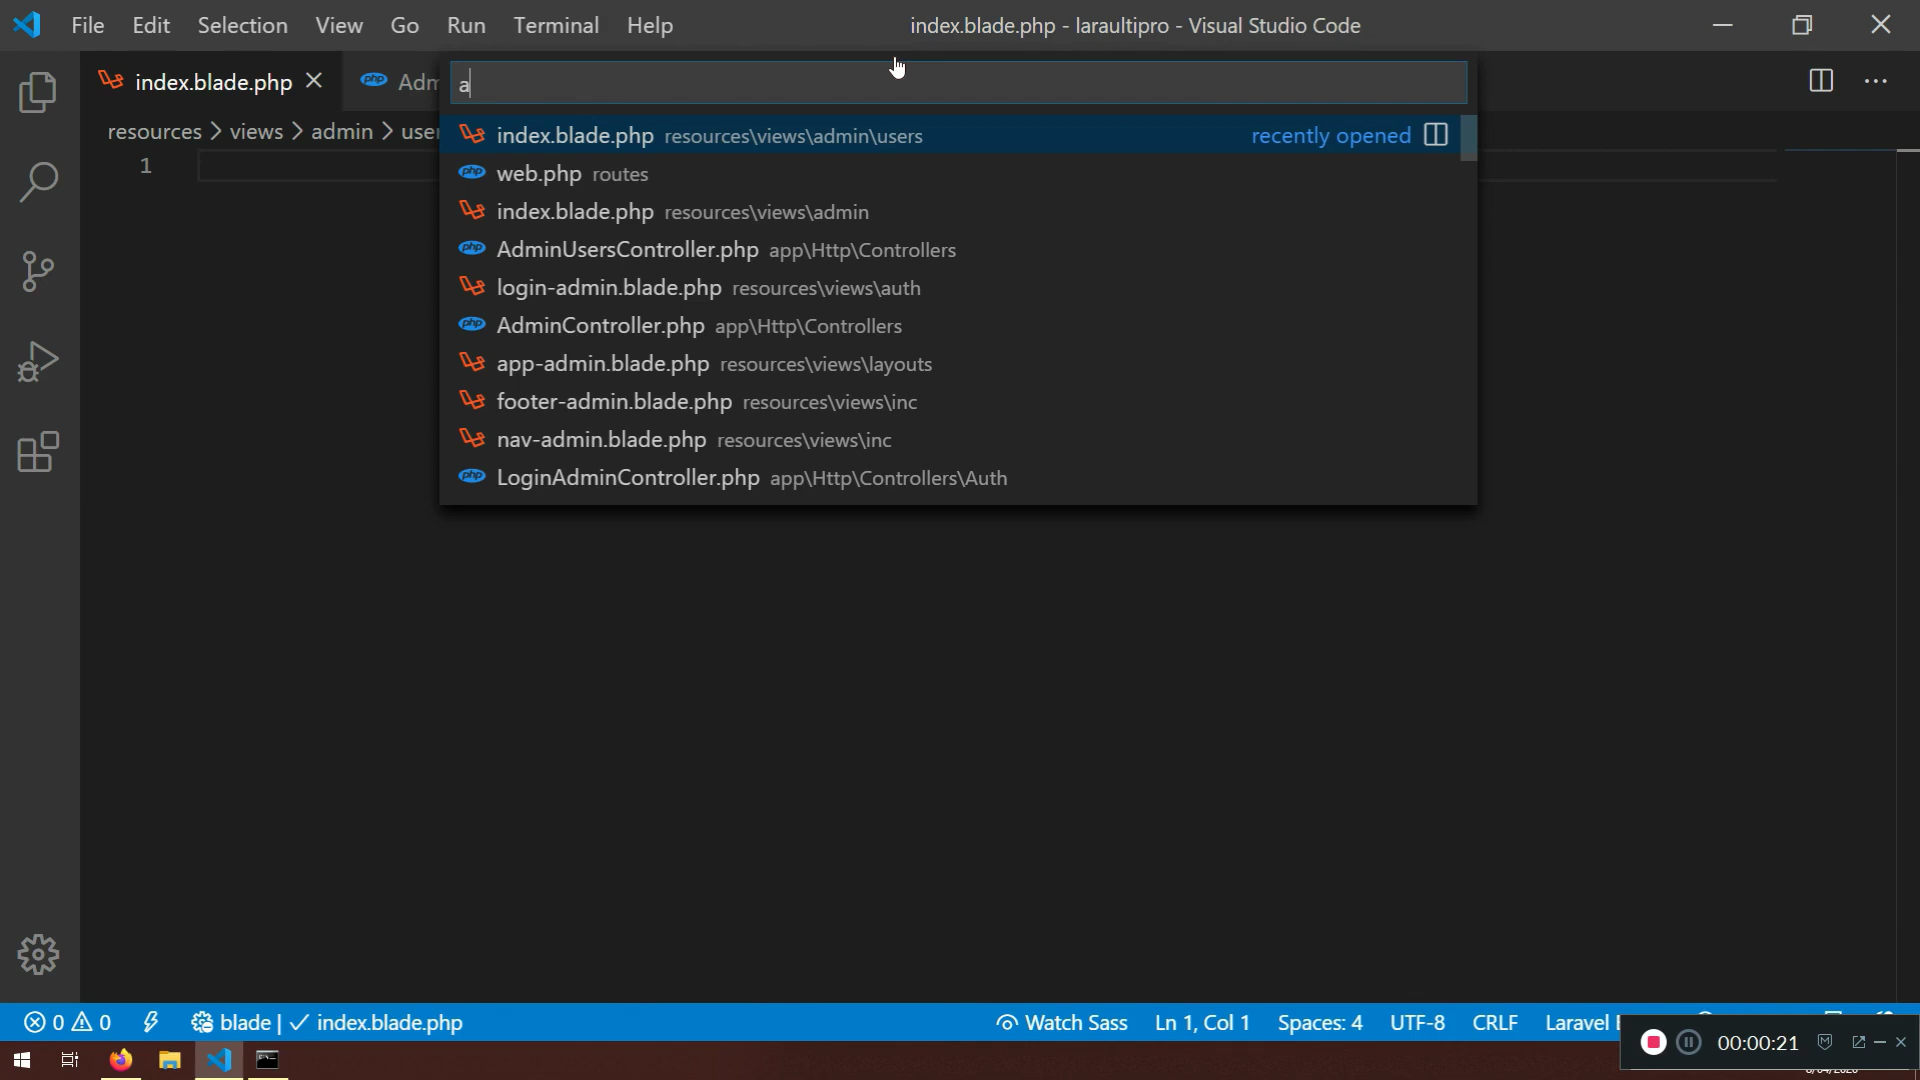 File Edit Selection View Go Run Terminal Help
index.blade.php - laraultipro - Visual Studio Code
index.blade.php
a
resources > views > admin >
1
index.blade.php resources\views\admin\users recently opened
web.php routes
index.blade.php resources\views\admin
AdminUsersController.php app\Http\Controllers
login-admin.blade.php resources\views\auth
AdminController.php app\Http\Controllers
app-admin.blade.php resources\views\layouts
footer-admin.blade.php resources\views\inc
nav-admin.blade.php resources\views\inc
LoginAdminController.php app\Http\Controllers\Auth
0 0 blade | index.blade.php Watch Sass Ln 1, Col 1 Spaces: 4 UTF-8 CRLF Laravel
00:00:21